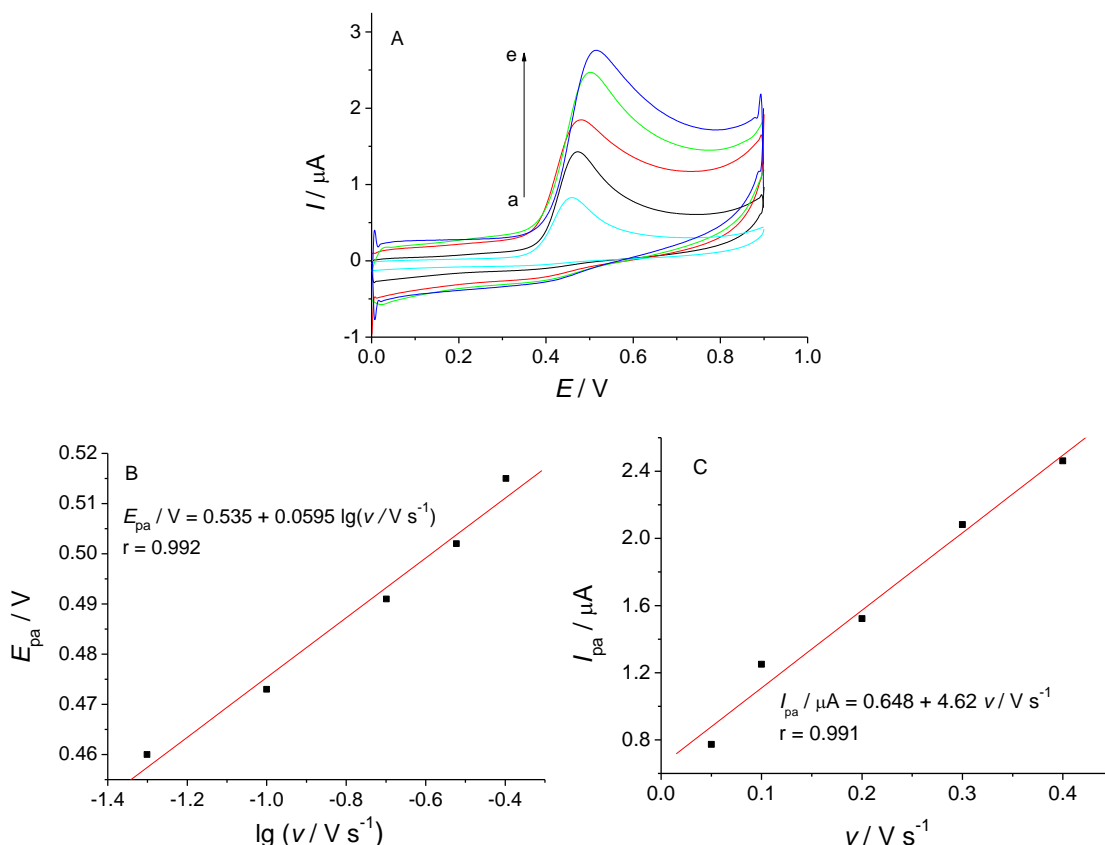 A
e
a
3
2
1
0
-1
I / μA
0.0 0.2 0.4 0.6 0.8 1.0
E / V
B
E_pa / V = 0.535 + 0.0595 lg(v / V s⁻¹)
r = 0.992
0.52
0.51
0.50
0.49
0.48
0.47
0.46
E_pa / V
-1.4 -1.2 -1.0 -0.8 -0.6 -0.4
lg (v / V s⁻¹)
C
2.4
2.0
1.6
1.2
0.8
I_pa / μA
I_pa / μA = 0.648 + 4.62 v / V s⁻¹
r = 0.991
0.0 0.1 0.2 0.3 0.4
v / V s⁻¹